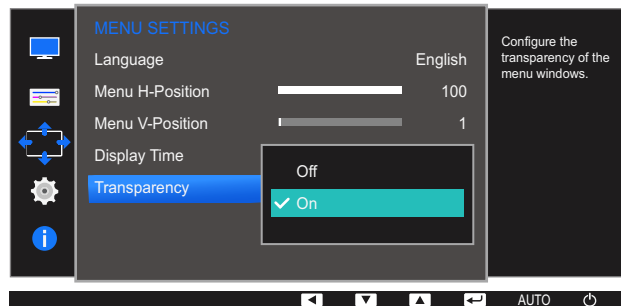 MENU SETTINGS
Language English
Menu H-Position 100
Menu V-Position 1
Display Time
Transparency
Off
On
Configure the
transparency of the
menu windows.
i
AUTO